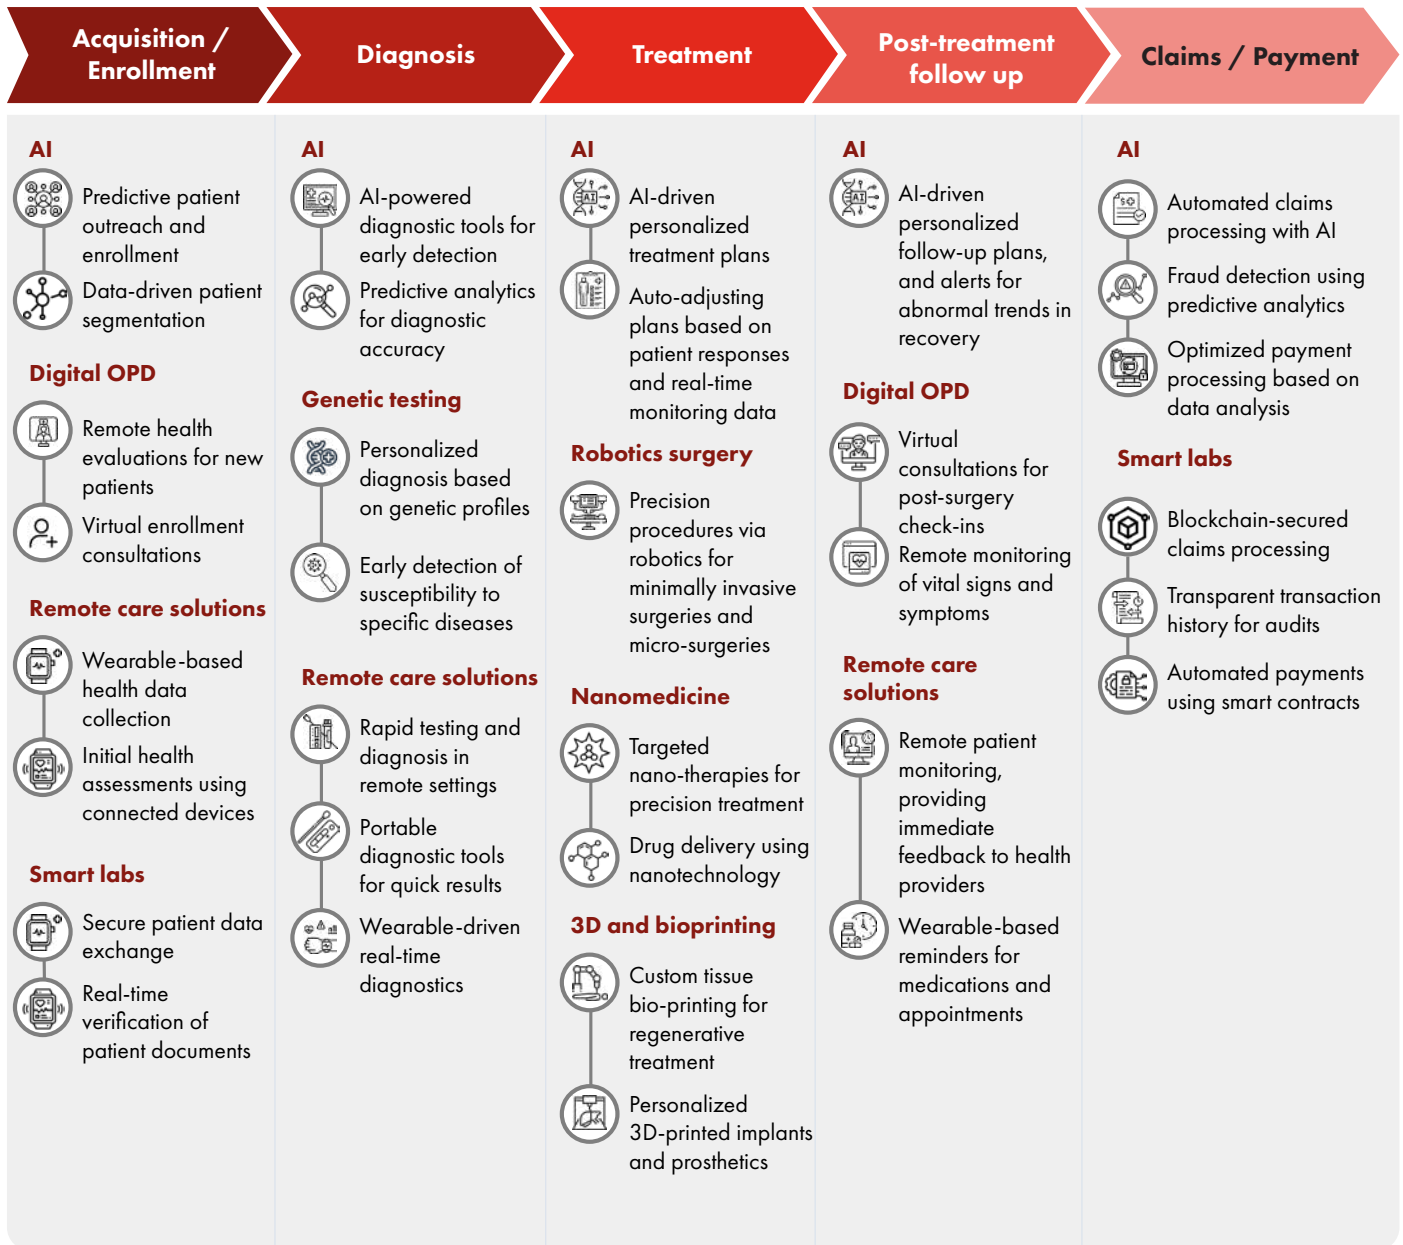 Acquisition /
Enrollment
Diagnosis
Treatment
Post-treatment
follow up
Claims / Payment
AI
Predictive patient
outreach and
enrollment
Data-driven patient
segmentation
Digital OPD
Remote health
evaluations for new
patients
Virtual enrollment
consultations
Remote care solutions
Wearable-based
health data
collection
Initial health
assessments using
connected devices
Smart labs
Secure patient data
exchange
Real-time
verification of
patient documents
AI
AI-powered
diagnostic tools for
early detection
Predictive analytics
for diagnostic
accuracy
Genetic testing
Personalized
diagnosis based
on genetic profiles
Early detection of
susceptibility to
specific diseases
Remote care solutions
Rapid testing and
diagnosis in
remote settings
Portable
diagnostic tools
for quick results
Wearable-driven
real-time
diagnostics
AI
AI
AI-driven
personalized
treatment plans
Auto-adjusting
plans based on
patient responses
and real-time
monitoring data
Robotics surgery
Precision
procedures via
robotics for
minimally invasive
surgeries and
micro-surgeries
Nanomedicine
Targeted
nano-therapies for
precision treatment
Drug delivery using
nanotechnology
3D and bioprinting
Custom tissue
bio-printing for
regenerative
treatment
Personalized
3D-printed implants
and prosthetics
AI
AI
AI-driven
personalized
follow-up plans,
and alerts for
abnormal trends in
recovery
Digital OPD
Virtual
consultations for
post-surgery
check-ins
Remote monitoring
of vital signs and
symptoms
Remote care
solutions
Remote patient
monitoring,
providing
immediate
feedback to health
providers
Wearable-based
reminders for
medications and
appointments
AI
Automated claims
processing with AI
Fraud detection using
predictive analytics
Optimized payment
processing based on
data analysis
Smart labs
Blockchain-secured
claims processing
Transparent transaction
history for audits
Automated payments
using smart contracts